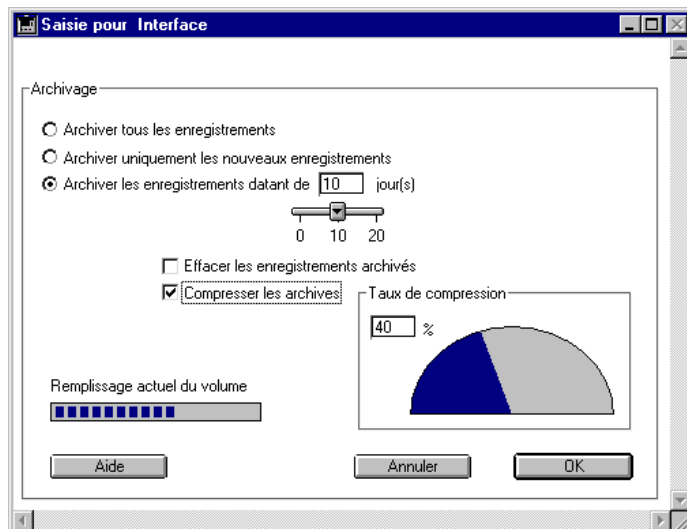 Saisie pour Interface
Archivage
Archiver tous les enregistrements
Archiver uniquement les nouveaux enregistrements
Archiver les enregistrements datant de 10 jour(s)
0 10 20
Effacer les enregistrements archivés
Compresser les archives
Taux de compression
40 %
Remplissage actuel du volume
Aide Annuler OK